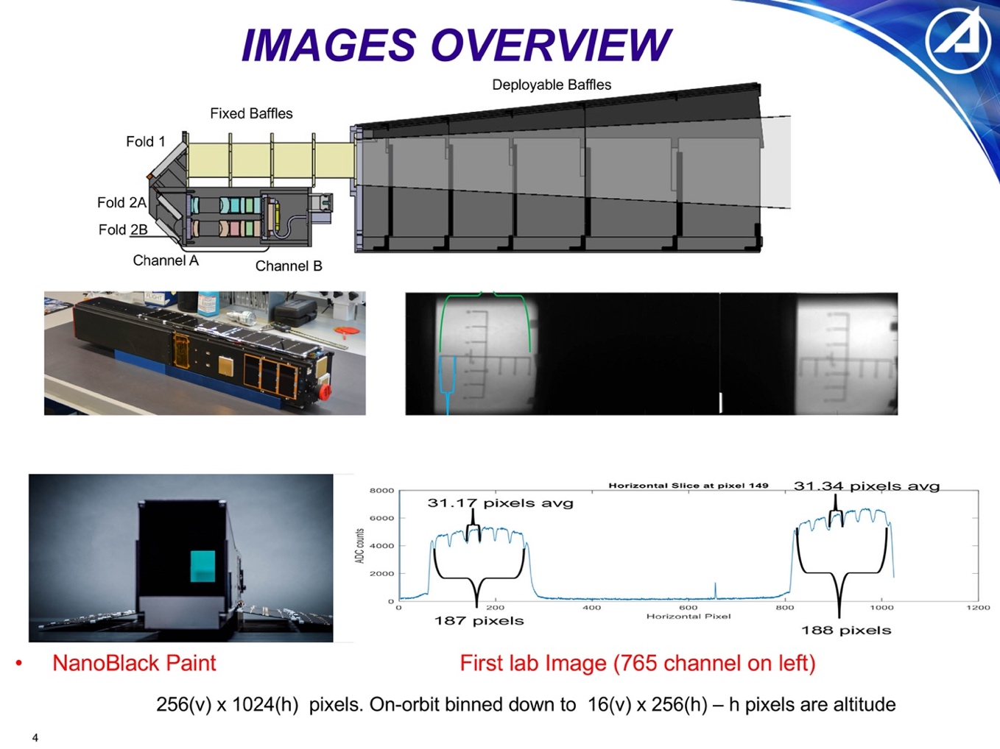 IMAGES OVERVIEW
Deployable Baffles
Fixed Baffles
Fold 1
Fold 2A
Fold 2B
Channel A
Channel B
FLIGHT
Horizontal Slice at pixel 149
31.17 pixels avg
31.34 pixels avg
8000
6000
4000
2000
0
ADC counts
0 200 400 600 800 1000 1200
Horizontal Pixel
187 pixels
188 pixels
• NanoBlack Paint
First lab Image (765 channel on left)
256(v) x 1024(h) pixels. On-orbit binned down to 16(v) x 256(h) – h pixels are altitude
4